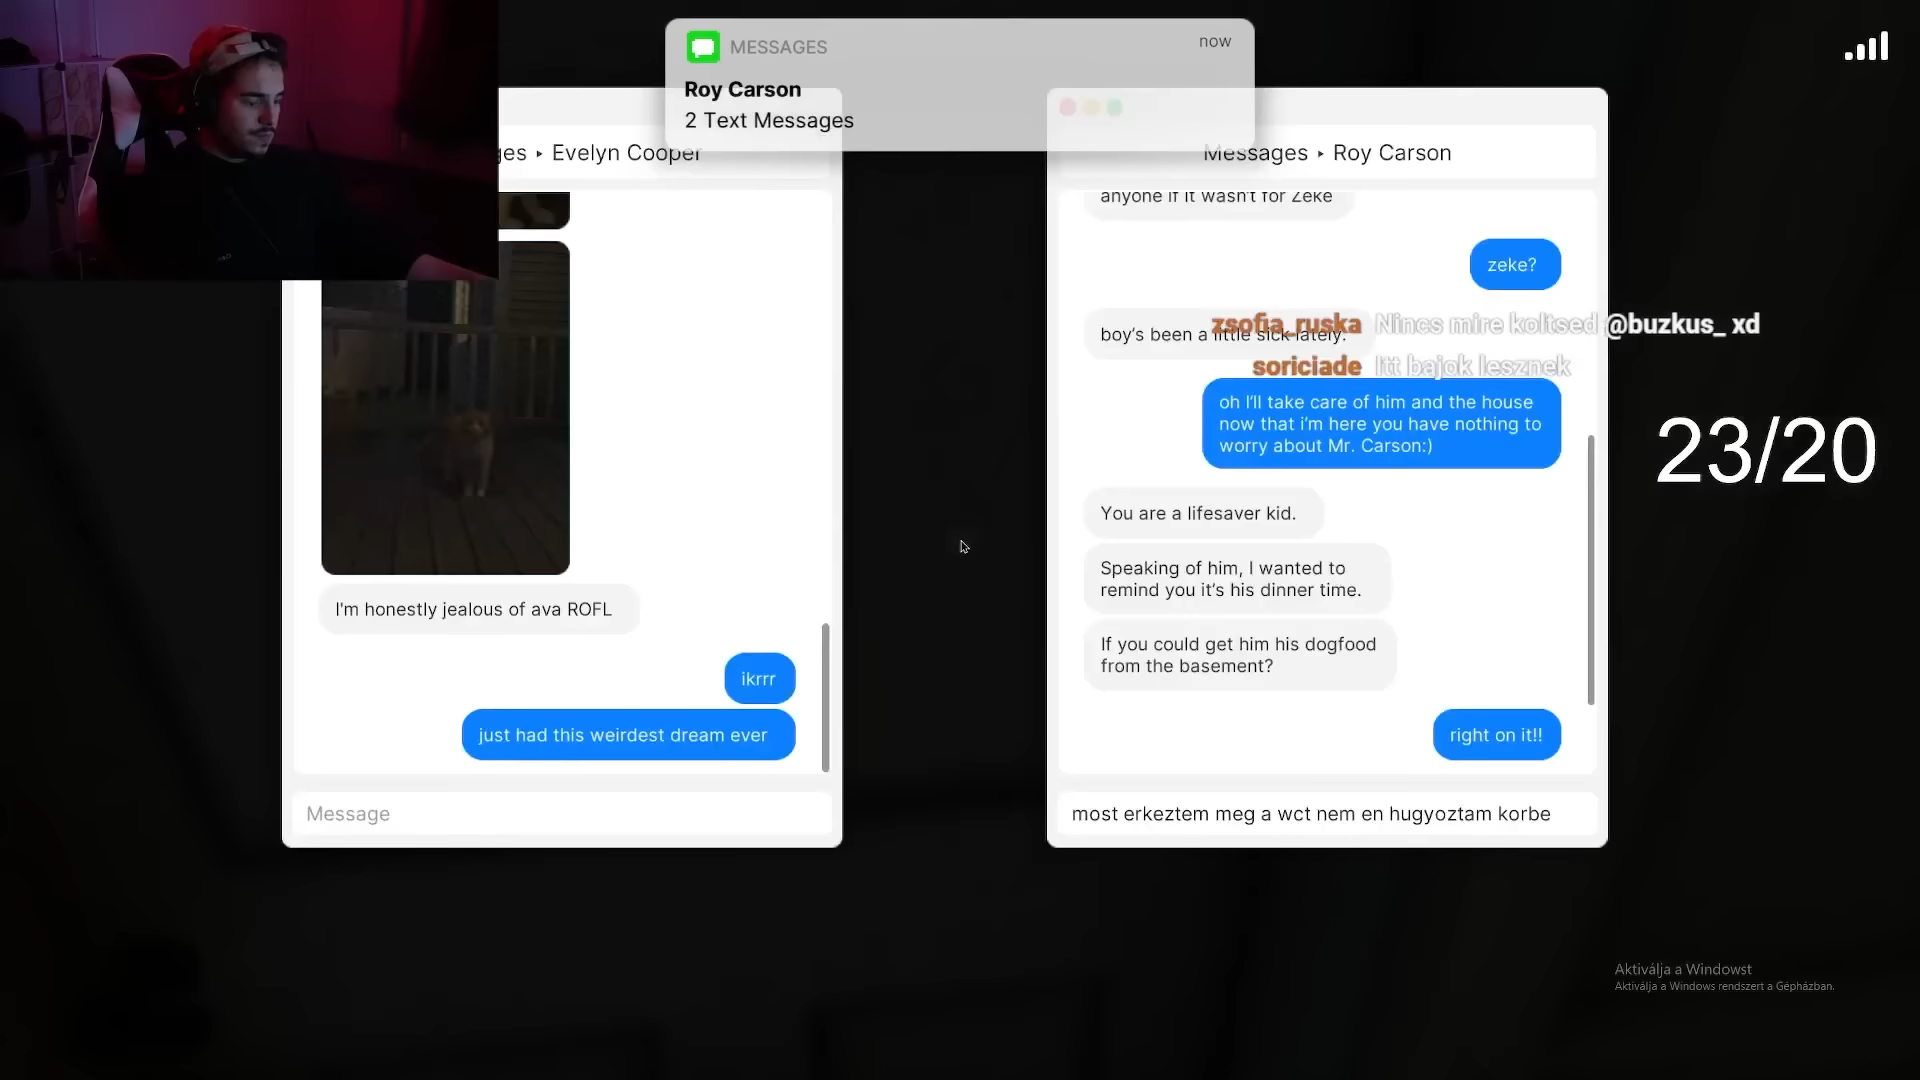 MESSAGES
now
Roy Carson
2 Text Messages
ges ▸ Evelyn Cooper
I'm honestly jealous of ava ROFL
ikrrr
just had this weirdest dream ever
Message
Messages ▸ Roy Carson
anyone if it wasn't for Zeke
zeke?
boy's been a little sick lately.
zsofia_ruska Nincs mire koltsed @buzkus_ xd
soriciade Itt bajok lesznek
oh I'll take care of him and the house
now that i'm here you have nothing to
worry about Mr. Carson:)
You are a lifesaver kid.
Speaking of him, I wanted to
remind you it's his dinner time.
If you could get him his dogfood
from the basement?
right on it!!
most erkeztem meg a wct nem en hugyoztam korbe
23/20
Aktiválja a Windowst
Aktiválja a Windows rendszert a Gépházban.